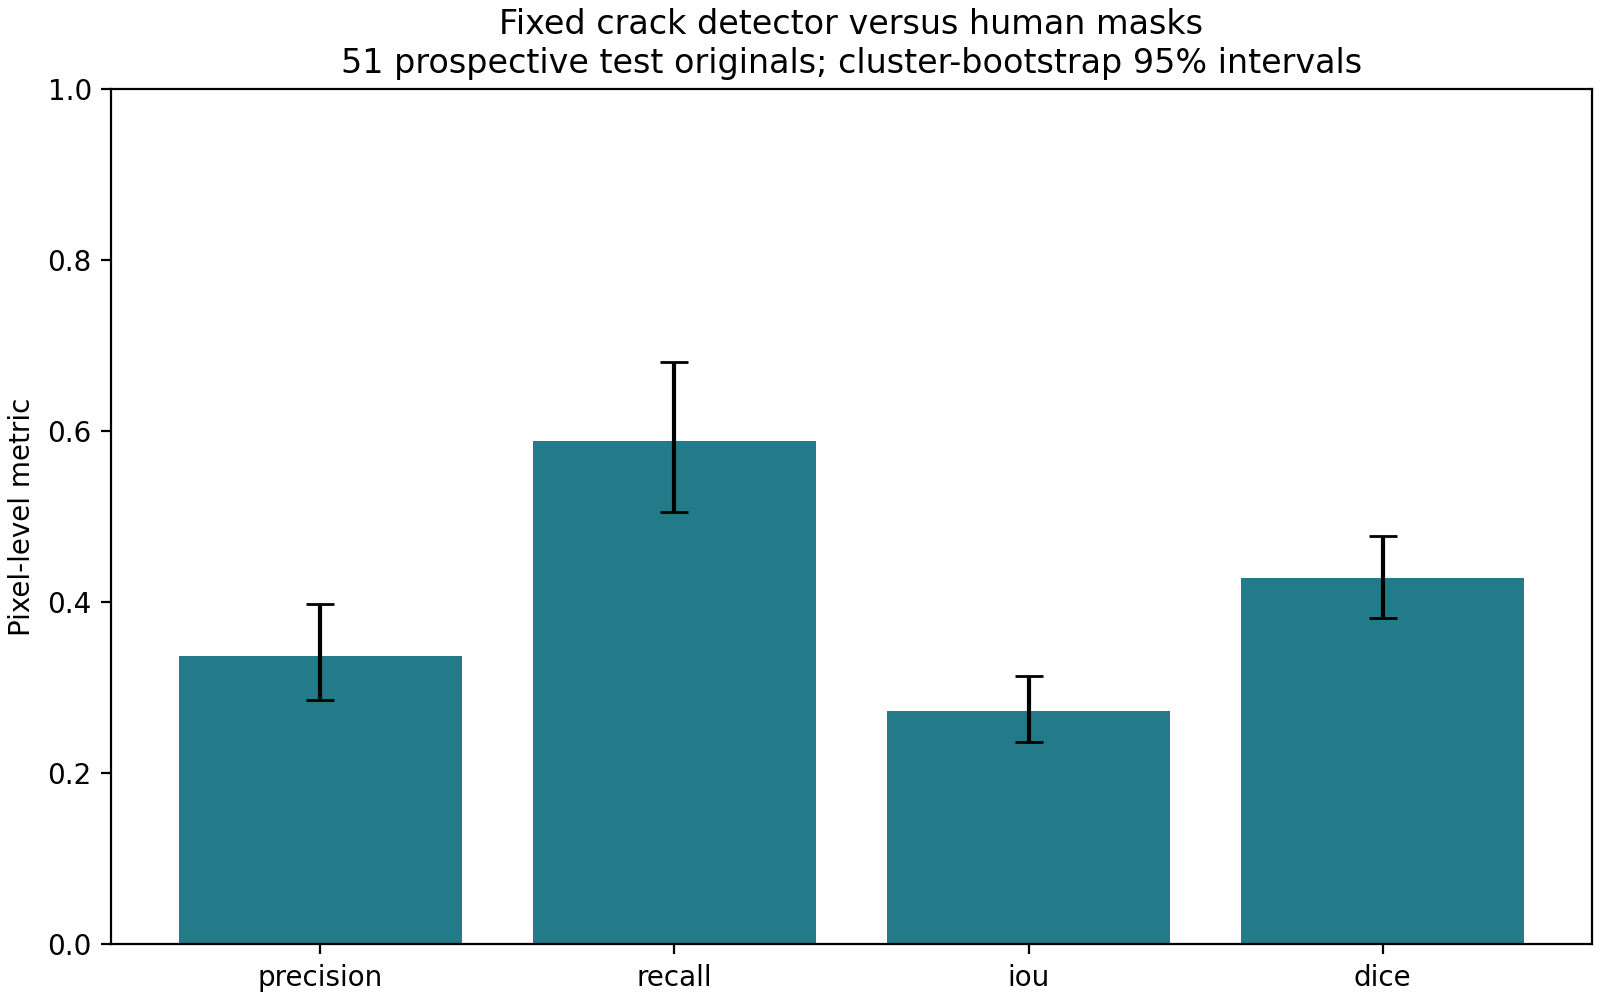 Fixed crack detector versus human masks
51 prospective test originals; cluster-bootstrap 95% intervals
1.0
0.8
0.6
0.4
0.2
0.0
Pixel-level metric
precision
recall
iou
dice